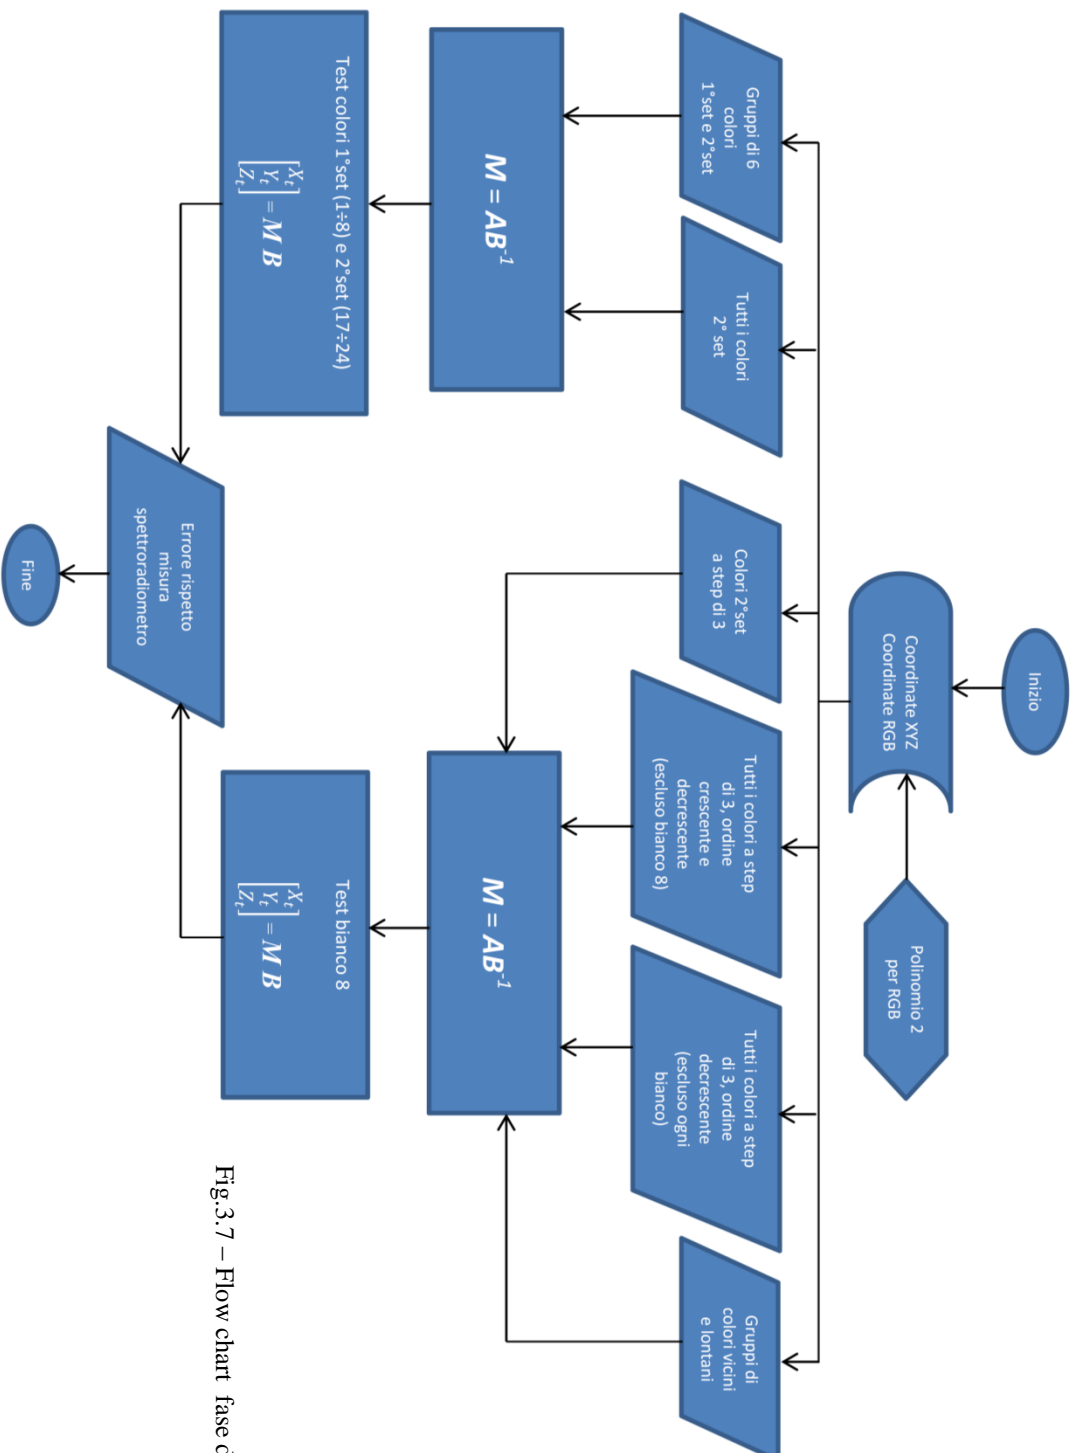 Inizio
Coordinate XYZ
Coordinate RGB
Polinomio 2
per RGB
Gruppi di 6
colori
1°set e 2°set
Tutti i colori
2° set
Colori 2°set
a step di 3
Tutti i colori a step
di 3, ordine
crescente e
decrescente
(escluso bianco 8)
Tutti i colori a step
di 3, ordine
decrescente
(escluso ogni
bianco)
Gruppi di
colori vicini
e lontani
M = AB⁻¹
M = AB⁻¹
Test colori 1°set (1÷8) e 2°set (17÷24)
[Xₜ
Yₜ
Zₜ] = M B
Test bianco 8
[Xₜ
Yₜ
Zₜ] = M B
Errore rispetto
misura
spettroradiometro
Fine
Fig.3.7 – Flow chart fase